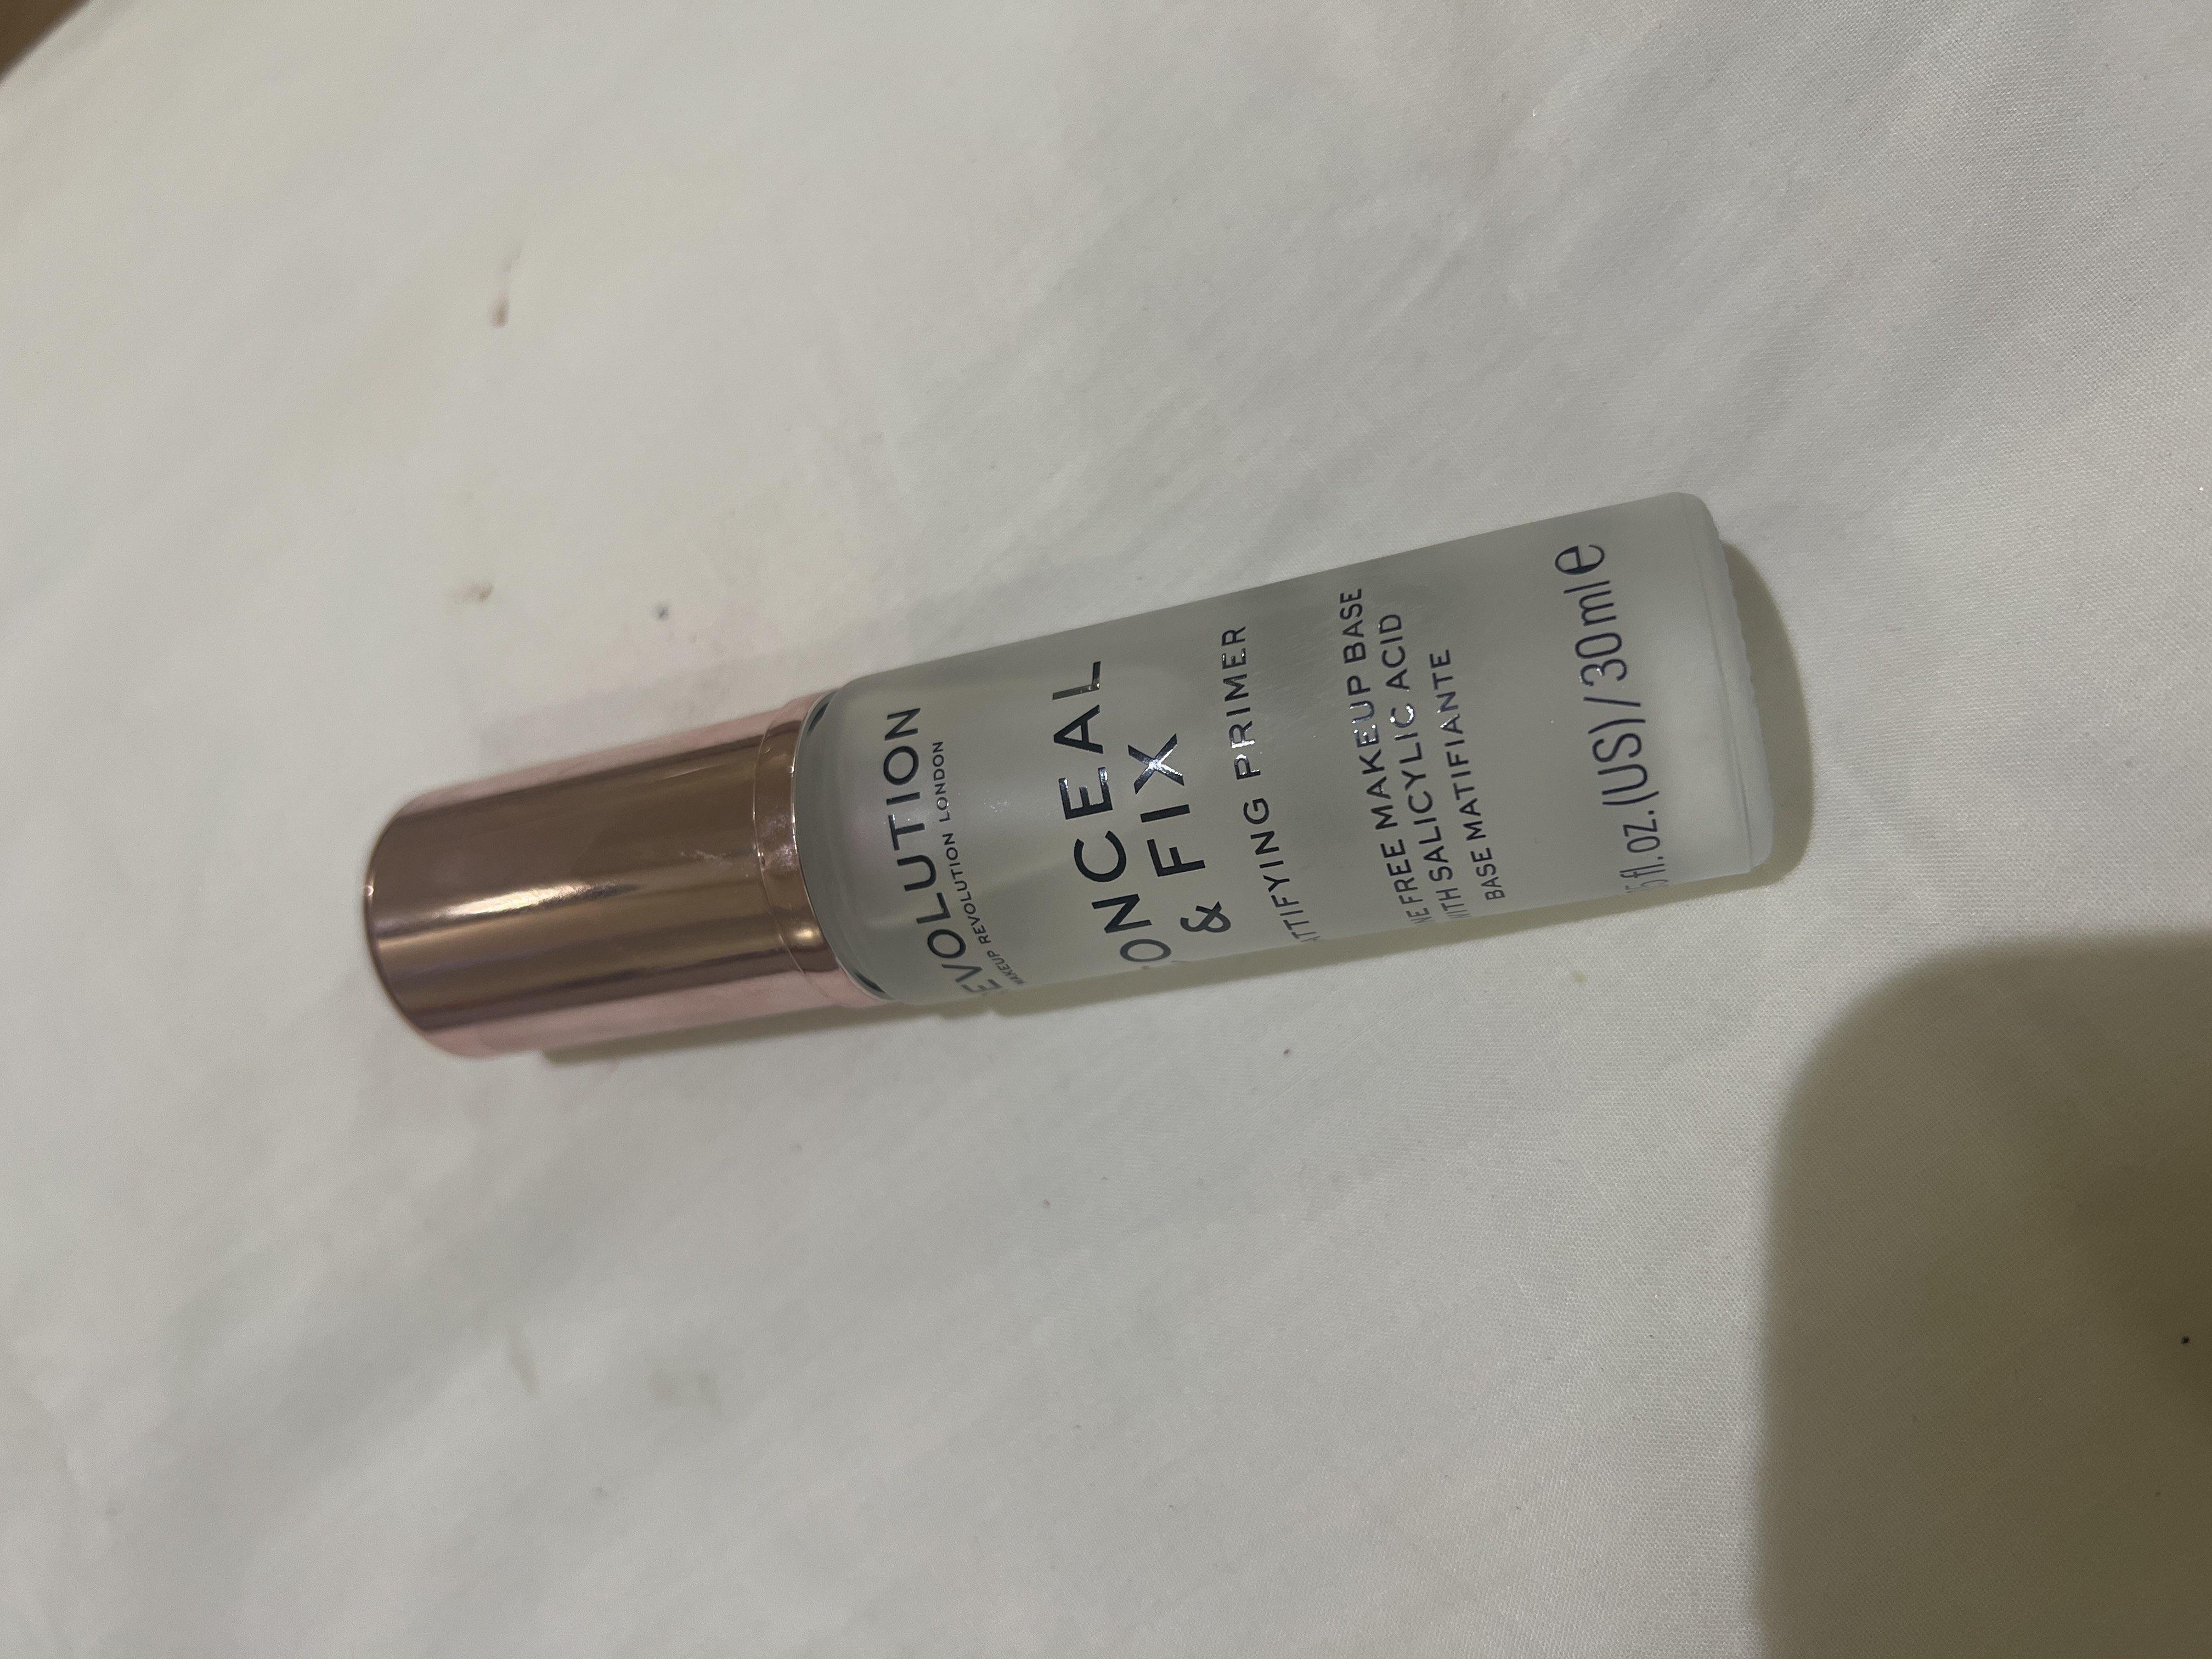 EVOLUTION
MAKEUP REVOLUTION LONDON
ONCEAL
& FIX
ATTIFYING PRIMER
NE FREE MAKEUP BASE
WITH SALICYLIC ACID
BASE MATIFIANTE
fl.oz.(US)/30ml e